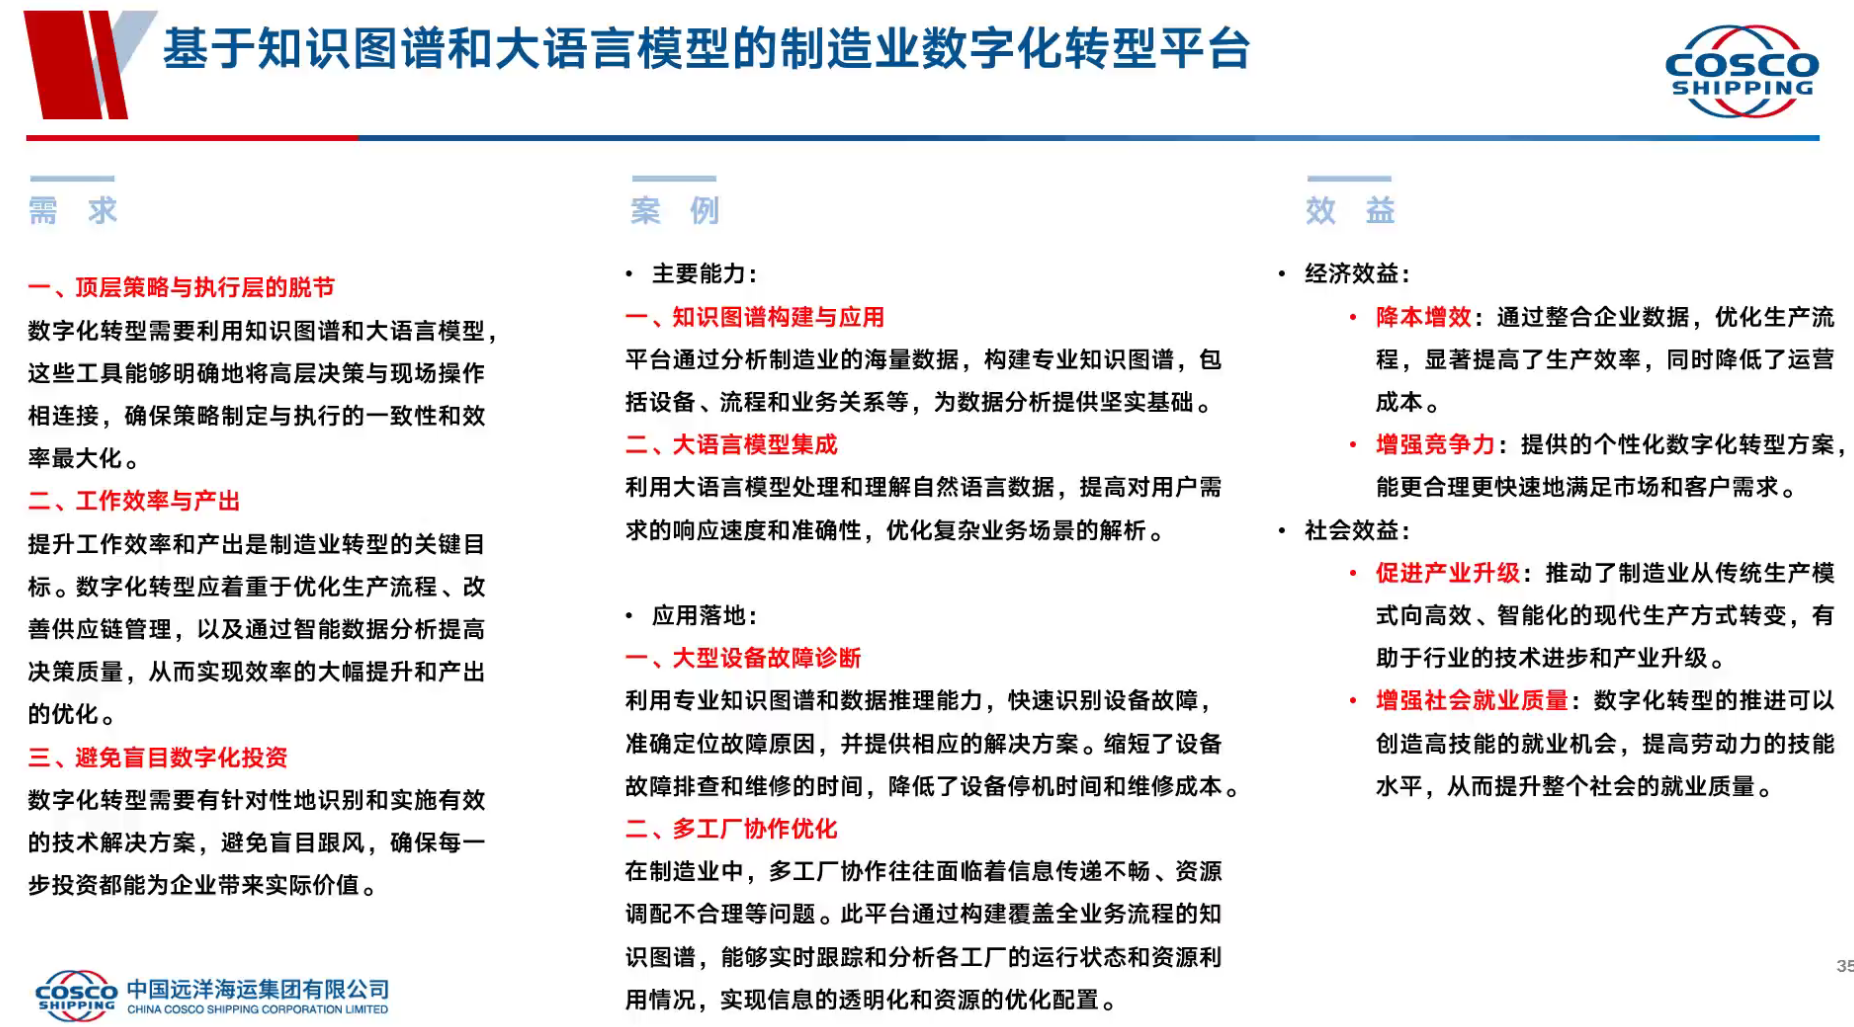 基于知识图谱和大语言模型的制造业数字化转型平台
COSCO
SHIPPING
需 求
一、顶层策略与执行层的脱节
数字化转型需要利用知识图谱和大语言模型，
这些工具能够明确地将高层决策与现场操作
相连接，确保策略制定与执行的一致性和效
率最大化。
二、工作效率与产出
提升工作效率和产出是制造业转型的关键目
标。数字化转型应着重于优化生产流程、改
善供应链管理，以及通过智能数据分析提高
决策质量，从而实现效率的大幅提升和产出
的优化。
三、避免盲目数字化投资
数字化转型需要有针对性地识别和实施有效
的技术解决方案，避免盲目跟风，确保每一
步投资都能为企业带来实际价值。
案 例
• 主要能力：
一、知识图谱构建与应用
平台通过分析制造业的海量数据，构建专业知识图谱，包
括设备、流程和业务关系等，为数据分析提供坚实基础。
二、大语言模型集成
利用大语言模型处理和理解自然语言数据，提高对用户需
求的响应速度和准确性，优化复杂业务场景的解析。
• 应用落地：
一、大型设备故障诊断
利用专业知识图谱和数据推理能力，快速识别设备故障，
准确定位故障原因，并提供相应的解决方案。缩短了设备
故障排查和维修的时间，降低了设备停机时间和维修成本。
二、多工厂协作优化
在制造业中，多工厂协作往往面临着信息传递不畅、资源
调配不合理等问题。此平台通过构建覆盖全业务流程的知
识图谱，能够实时跟踪和分析各工厂的运行状态和资源利
用情况，实现信息的透明化和资源的优化配置。
效 益
• 经济效益：
• 降本增效：通过整合企业数据，优化生产流
程，显著提高了生产效率，同时降低了运营
成本。
• 增强竞争力：提供的个性化数字化转型方案，
能更合理更快速地满足市场和客户需求。
• 社会效益：
• 促进产业升级：推动了制造业从传统生产模
式向高效、智能化的现代生产方式转变，有
助于行业的技术进步和产业升级。
• 增强社会就业质量：数字化转型的推进可以
创造高技能的就业机会，提高劳动力的技能
水平，从而提升整个社会的就业质量。
COSCO
SHIPPING
中国远洋海运集团有限公司
CHINA COSCO SHIPPING CORPORATION LIMITED
35